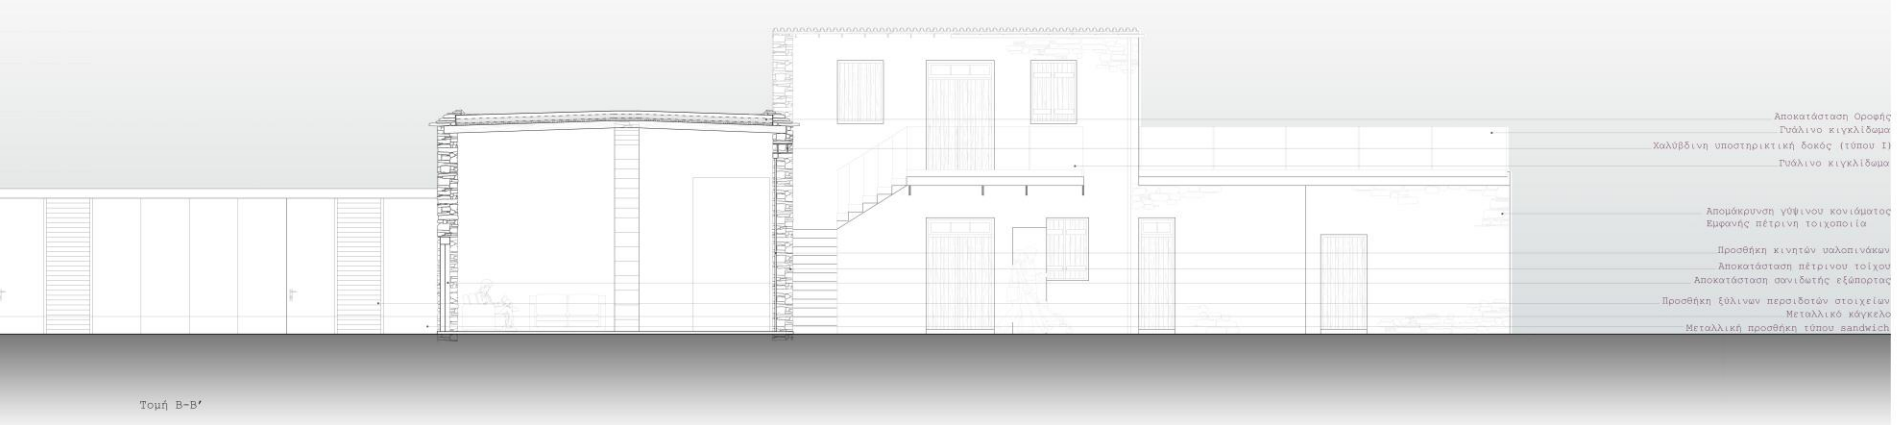 Αποκατάσταση Οροφής
Γυάλινο κιγκλίδωμα
Χαλύβδινη υποστηρικτική δοκός (τύπου Ι)
Γυάλινο κιγκλίδωμα
Απομάκρυνση γύψινου κονιάματος
Εμφανής πέτρινη τοιχοποιία
Προσθήκη κινητών υαλοπινάκων
Αποκατάσταση πέτρινου τοίχου
Αποκατάσταση σανιδωτής εξώπορτας
Προσθήκη ξύλινων περσιδοτών στοιχείων
Μεταλλικό κάγκελο
Μεταλλική προσθήκη τύπου sandwich
Τομή Β-Β′